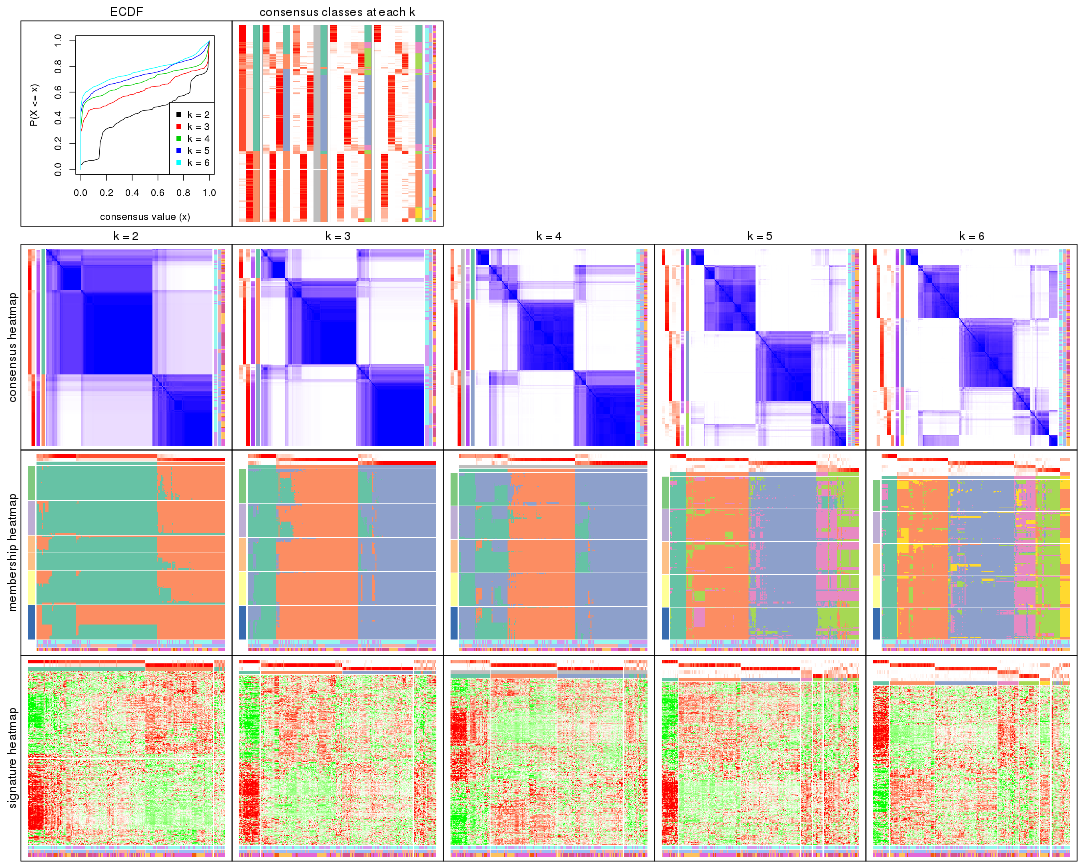 ECDF
consensus classes at each k
P(X <= x)
0.0 0.2 0.4 0.6 0.8 1.0
k = 2
k = 3
k = 4
k = 5
k = 6
0.0 0.2 0.4 0.6 0.8 1.0
consensus value (x)
k = 2 k = 3 k = 4 k = 5 k = 6
consensus heatmap
membership heatmap
signature heatmap